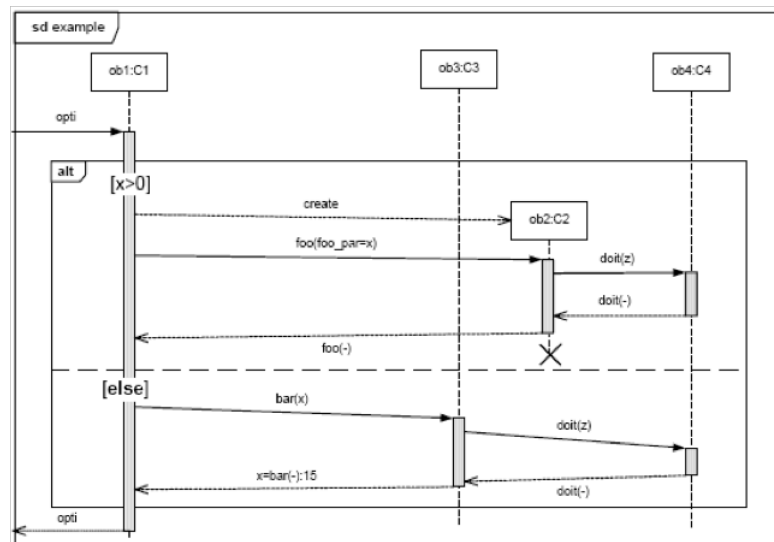 sd example
ob1:C1
ob3:C3
ob4:C4
opti
alt
[x>0]
create
ob2:C2
foo(foo_par=x)
doit(z)
doit(-)
foo(-)
[else]
bar(x)
doit(z)
x=bar(-):15
doit(-)
opti